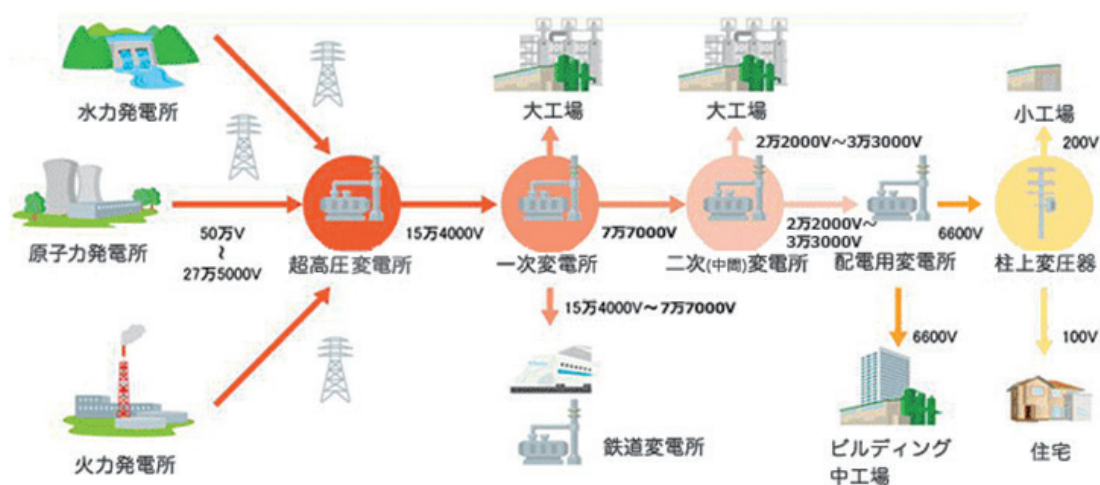 水力発電所
原子力発電所
火力発電所
50万V
~
27万5000V
超高圧変電所
15万4000V
大工場
一次変電所
15万4000V～7万7000V
鉄道変電所
7万7000V
大工場
2万2000V～3万3000V
二次(中間)変電所
2万2000V～
3万3000V
配電用変電所
6600V
ビルディング
中工場
6600V
小工場
200V
柱上変圧器
100V
住宅